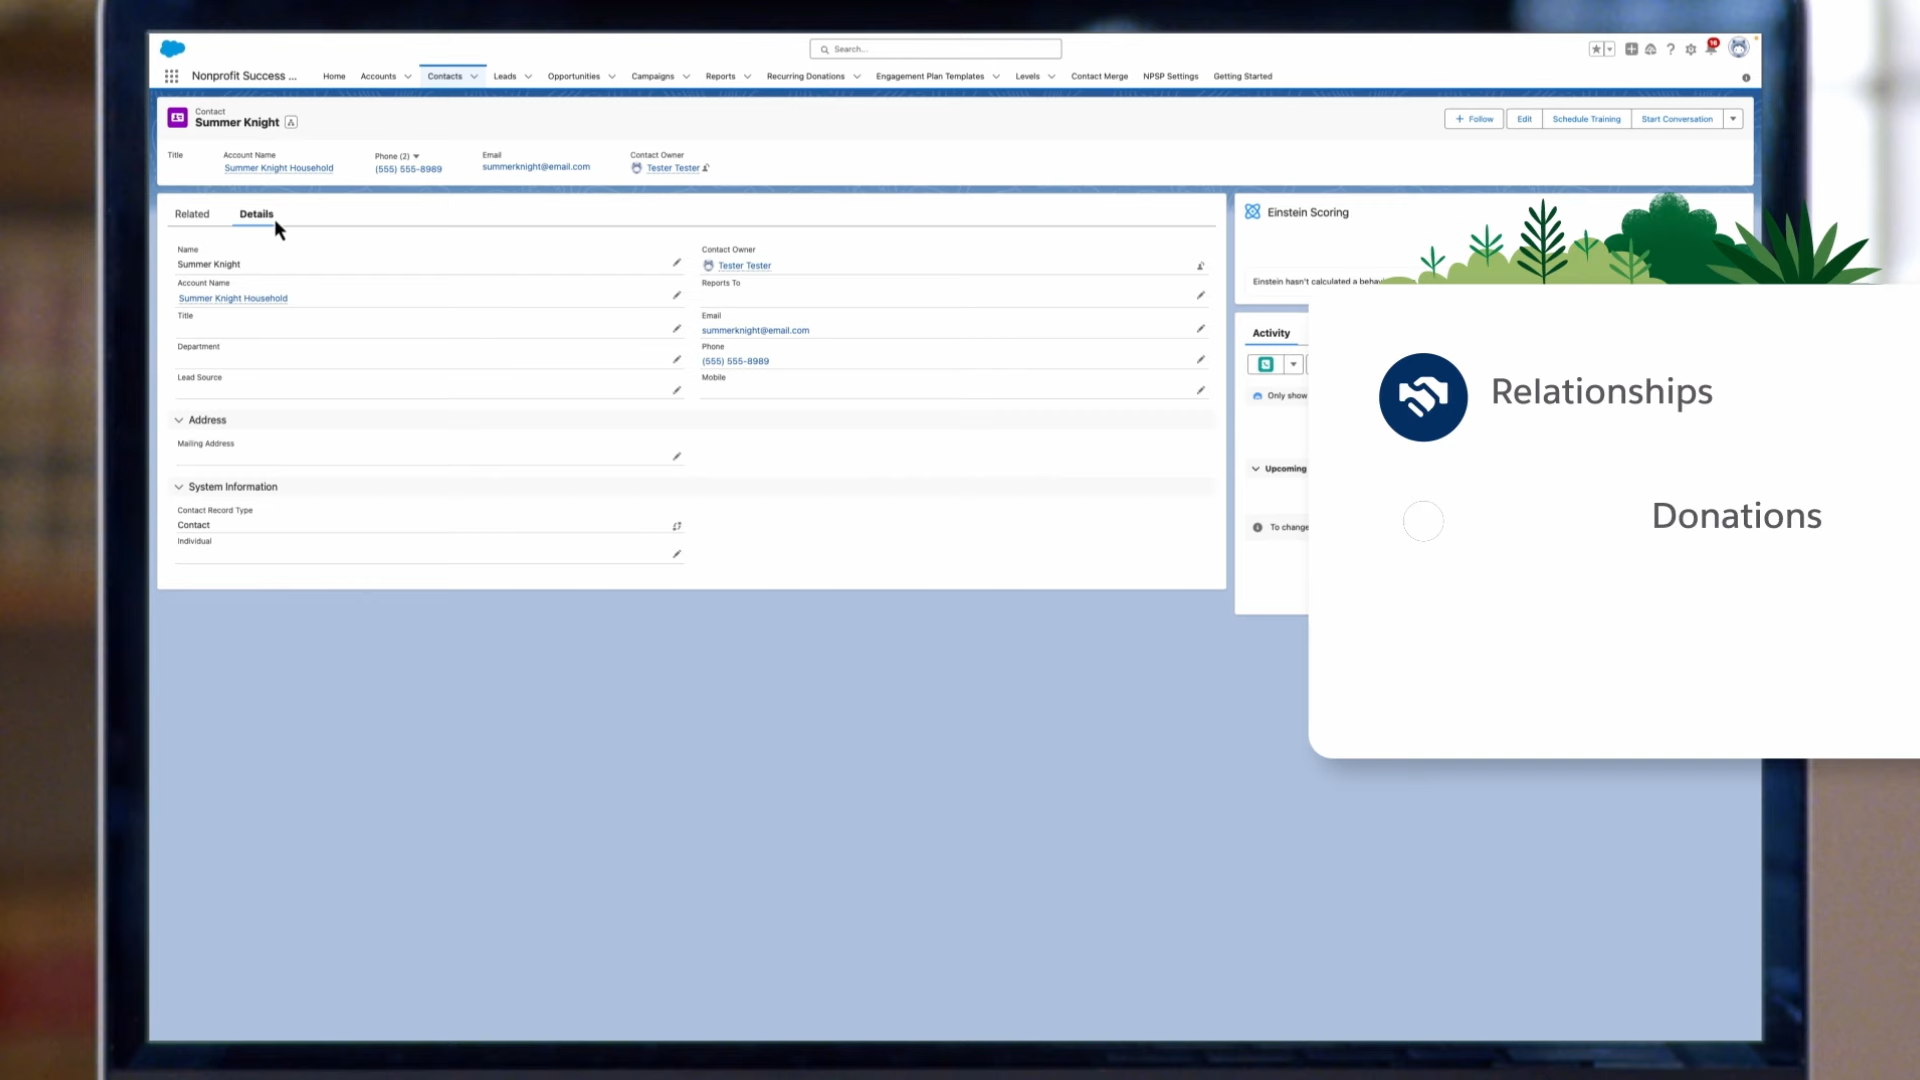 Search...
18
Nonprofit Success ... Home Accounts Contacts Leads Opportunities Campaigns Reports Recurring Donations Engagement Plan Templates Levels Contact Merge NPSP Settings Getting Started
Contact
Summer Knight
+ Follow Edit Schedule Training Start Conversation
Title Account Name Phone (2) Email Contact Owner
Summer Knight Household (555) 555-8989 summerknight@email.com Tester Tester
Related Details
Name
Summer Knight
Account Name
Summer Knight Household
Title
Department
Lead Source
Contact Owner
Tester Tester
Reports To
Email
summerknight@email.com
Phone
(555) 555-8989
Mobile
Address
Mailing Address
System Information
Contact Record Type
Contact
Individual
Einstein Scoring
Einstein hasn't calculated a behav
Activity
Only show
Upcoming
To change
Relationships
Donations